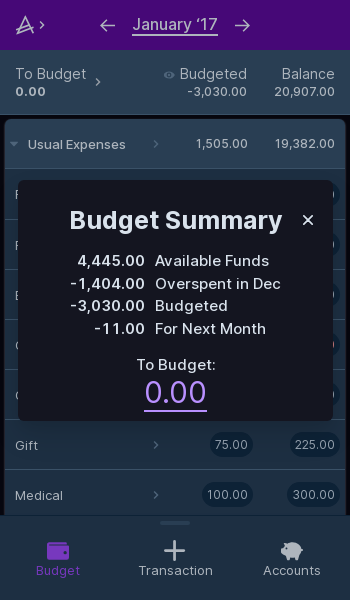 January ‘17
To Budget
Budgeted
Balance
0.00
-3,030.00
20,907.00
Usual Expenses
1,505.00
19,382.00
Budget Summary
4,445.00 Available Funds
-1,404.00 Overspent in Dec
-3,030.00 Budgeted
-11.00 For Next Month
To Budget:
0.00
Gift
75.00
225.00
Medical
100.00
300.00
Budget
Transaction
Accounts